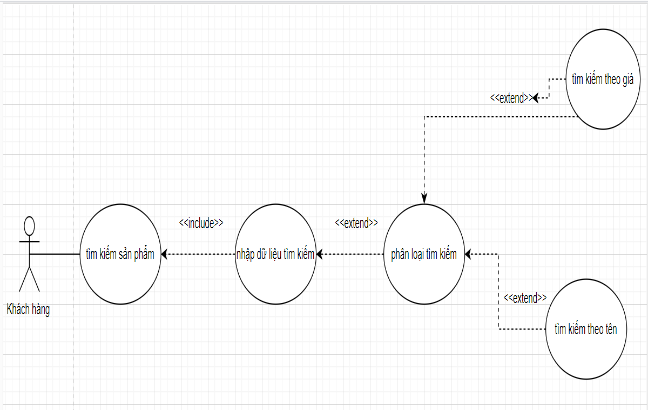 tìm kiếm theo giá
<<extend>>
<<include>>
<<extend>>
tìm kiếm sản phẩm
nhập dữ liệu tìm kiếm
phân loại tìm kiếm
<<extend>>
Khách hàng
tìm kiếm theo tên